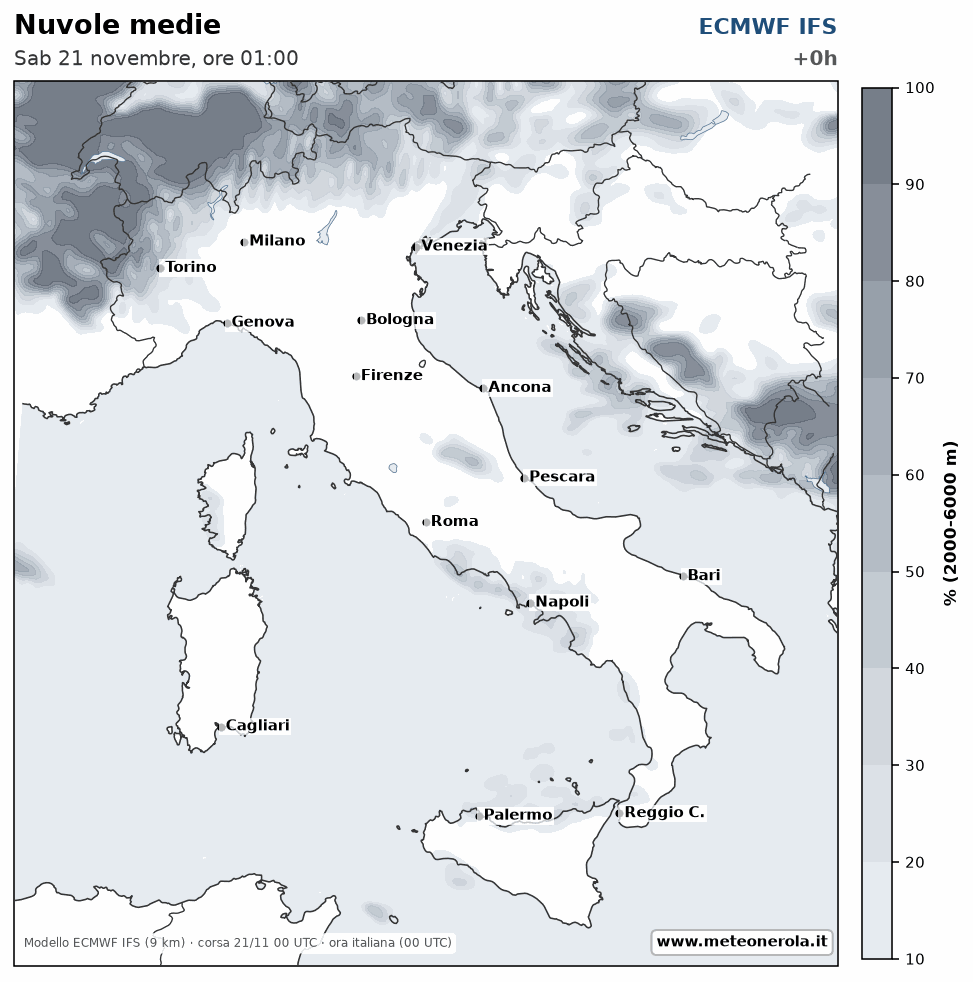 Nuvole medie
ECMWF IFS
Sab 21 novembre, ore 01:00
+0h
Milano
Venezia
Torino
Genova
Bologna
Firenze
Ancona
Pescara
Roma
Bari
Napoli
Cagliari
Palermo
Reggio C.
Modello ECMWF IFS (9 km) · corsa 21/11 00 UTC · ora italiana (00 UTC)
www.meteonerola.it
100
90
80
70
60
50
40
30
20
10
% (2000-6000 m)